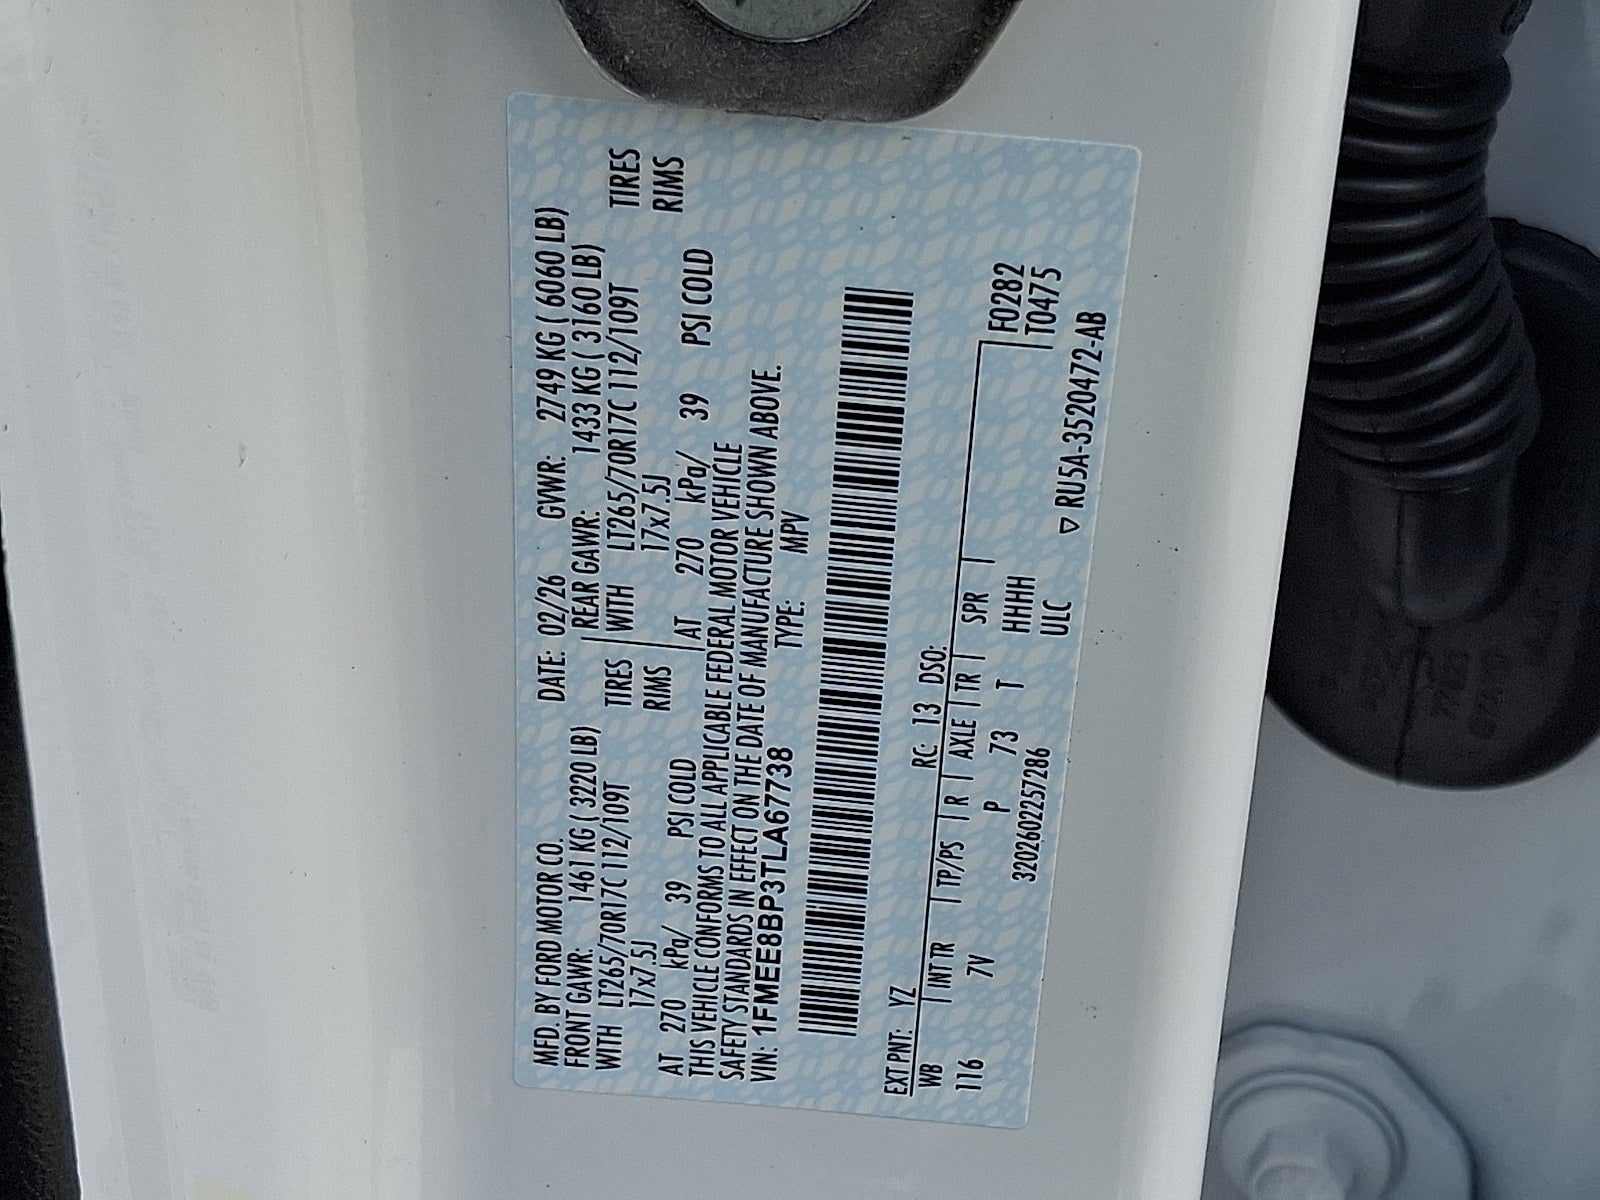 MFD. BY FORD MOTOR CO. DATE: 02/26 GVWR: 2749 KG ( 6060 LB)
FRONT GAWR: 1461 KG ( 3220 LB) REAR GAWR: 1433 KG ( 3160 LB)
WITH LT265/70R17C 112/109T TIRES WITH LT265/70R17C 112/109T TIRES
17x7.5J RIMS 17x7.5J RIMS
AT 270 kPa/ 39 PSI COLD AT 270 kPa/ 39 PSI COLD
THIS VEHICLE CONFORMS TO ALL APPLICABLE FEDERAL MOTOR VEHICLE
SAFETY STANDARDS IN EFFECT ON THE DATE OF MANUFACTURE SHOWN ABOVE.
VIN: 1FMEE8BP3TLA67738 TYPE: MPV
EXT PNT: YZ RC: 13 DSO: F0282
WB INT TR TP/PS R AXLE TR SPR T0475
116 7V P 73 T HHHH
3202602257286 ULC ▽ RU5A-3520472-AB